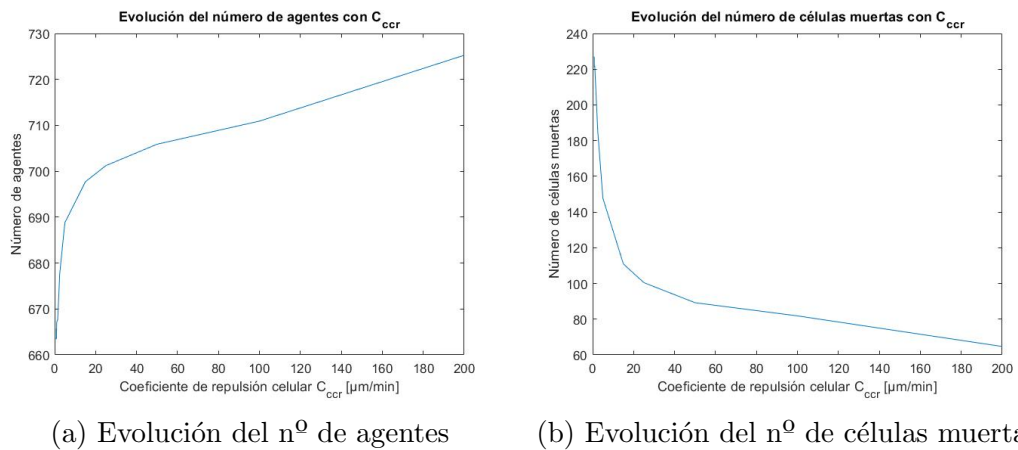 Evolución del número de agentes con C_ccr
730
720
710
700
690
680
670
660
Número de agentes
0 20 40 60 80 100 120 140 160 180 200
Coeficiente de repulsión celular C_ccr [µm/min]
(a) Evolución del nº de agentes
Evolución del número de células muertas con C_ccr
240
220
200
180
160
140
120
100
80
60
Número de células muertas
0 20 40 60 80 100 120 140 160 180 200
Coeficiente de repulsión celular C_ccr [µm/min]
(b) Evolución del nº de células muerta